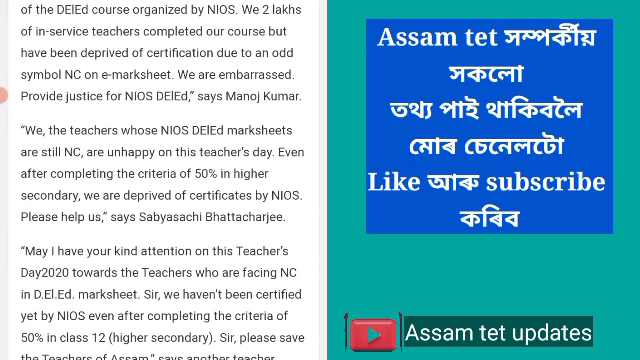 of the DElEd course organized by NIOS. We 2 lakhs
of in-service teachers completed our course but
have been deprived of certification due to an odd
symbol NC on e-marksheet. We are embarrassed.
Provide justice for NIOS DElEd,” says Manoj Kumar.
“We, the teachers whose NIOS DElEd marksheets
are still NC, are unhappy on this teacher’s day. Even
after completing the criteria of 50% in higher
secondary, we are deprived of certificates by NIOS.
Please help us,” says Sabyasachi Bhattacharjee.
“May I have your kind attention on this Teacher’s
Day2020 towards the Teachers who are facing NC
in D.El.Ed. marksheet. Sir, we haven’t been certified
yet by NIOS even after completing the criteria of
50% in class 12 (higher secondary). Sir, please save
the Teachers of Assam,” says another teacher
Assam tet সম্পৰ্কীয়
সকলো
তথ্য পাই থাকিবলৈ
মোৰ চেনেলটো
Like আৰু subscribe
কৰিব
Assam tet updates